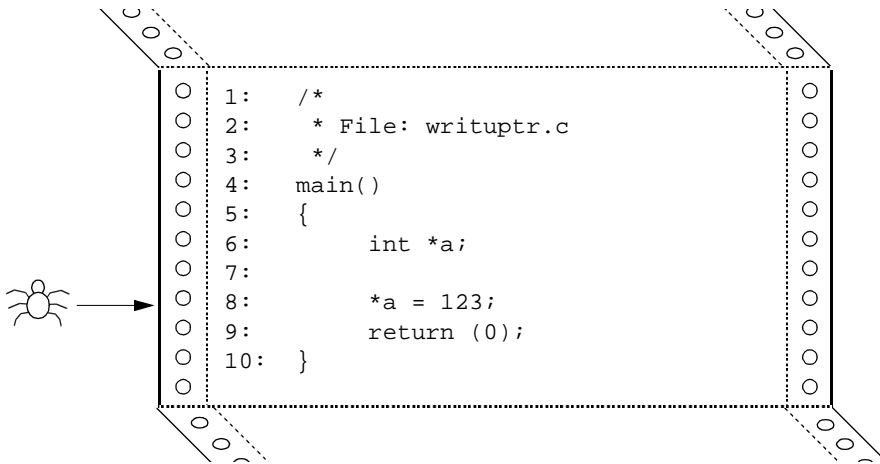 1: /*
2: * File: writuptr.c
3: */
4: main()
5: {
6: int *a;
7:
8: *a = 123;
9: return (0);
10: }